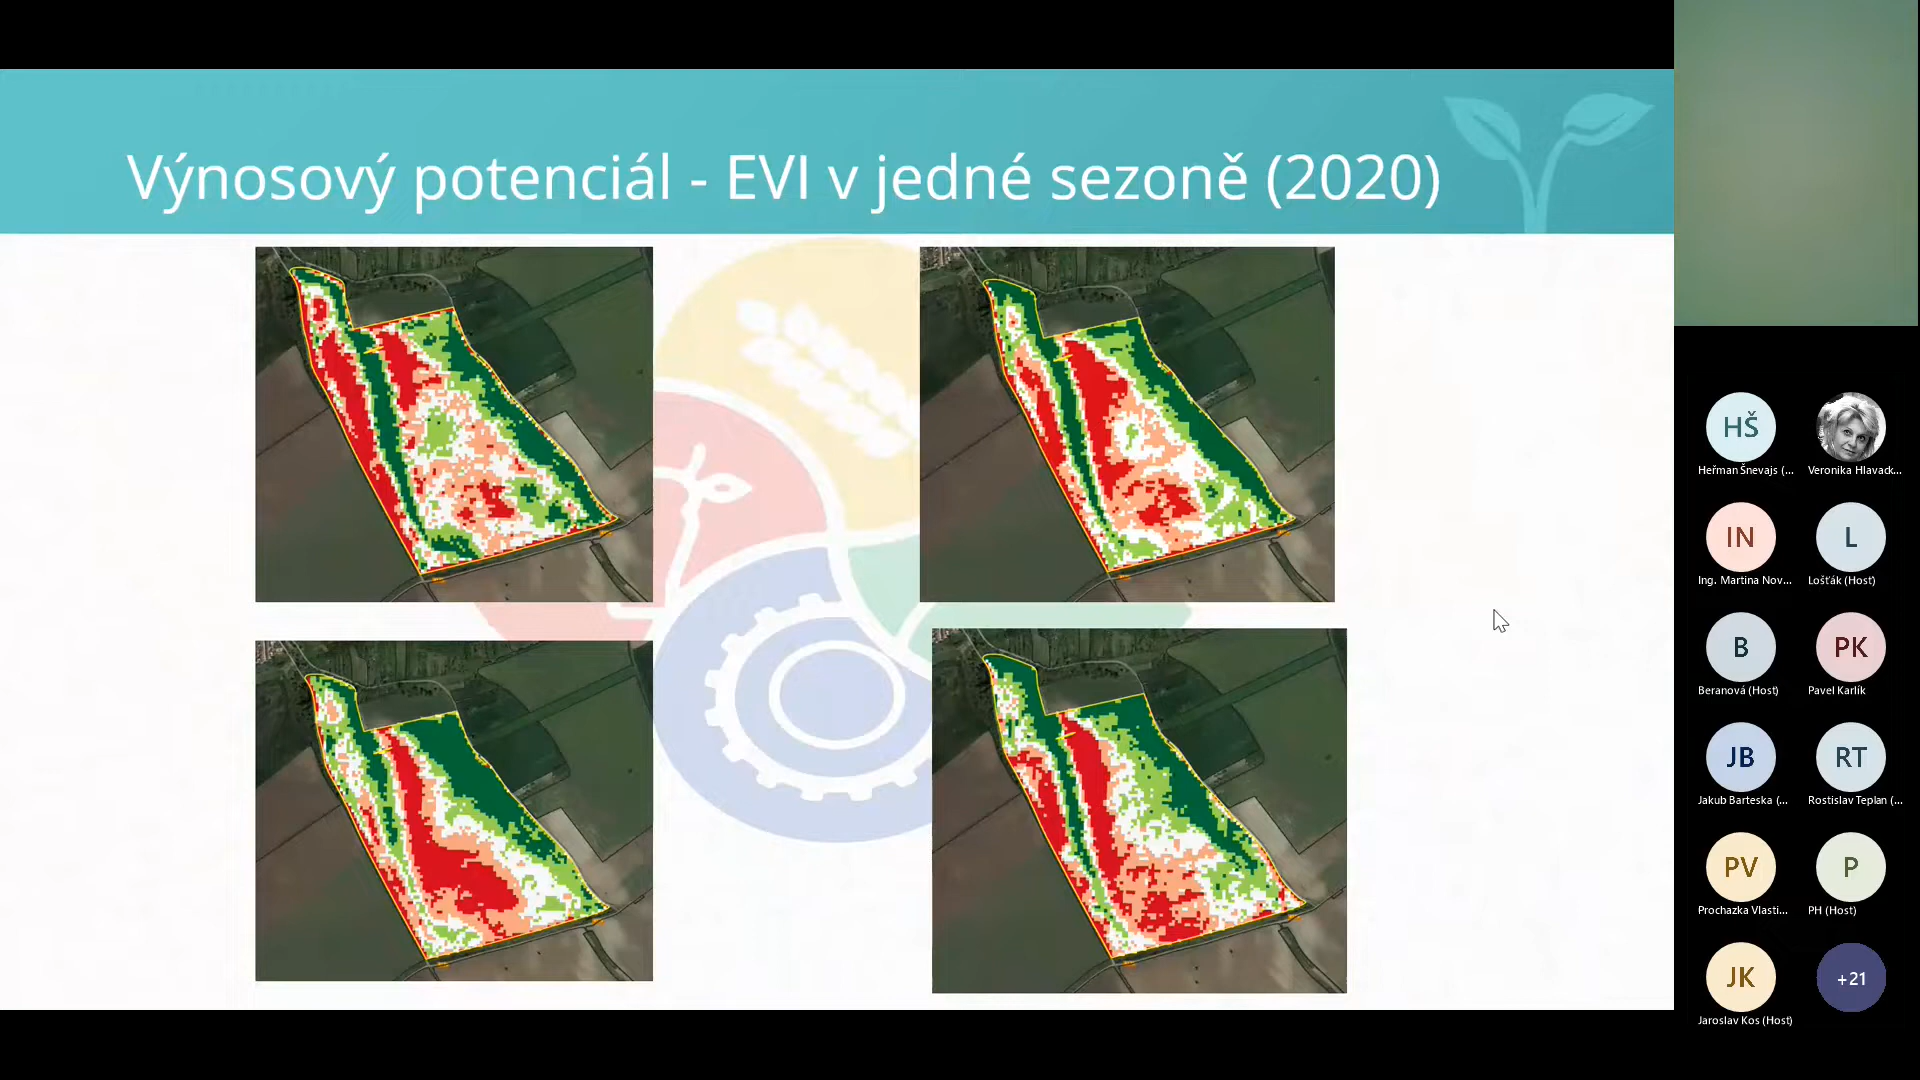 Výnosový potenciál - EVI v jedné sezoně (2020)
HŠ
Heřman Šnevajs (...
Veronika Hlavack...
IN
Ing. Martina Nov...
L
Lošťák (Host)
B
Beranová (Host)
PK
Pavel Karlík
JB
Jakub Barteska (...
RT
Rostislav Teplan (...
PV
Prochazka Vlasti...
P
PH (Host)
JK
Jaroslav Kos (Host)
+21